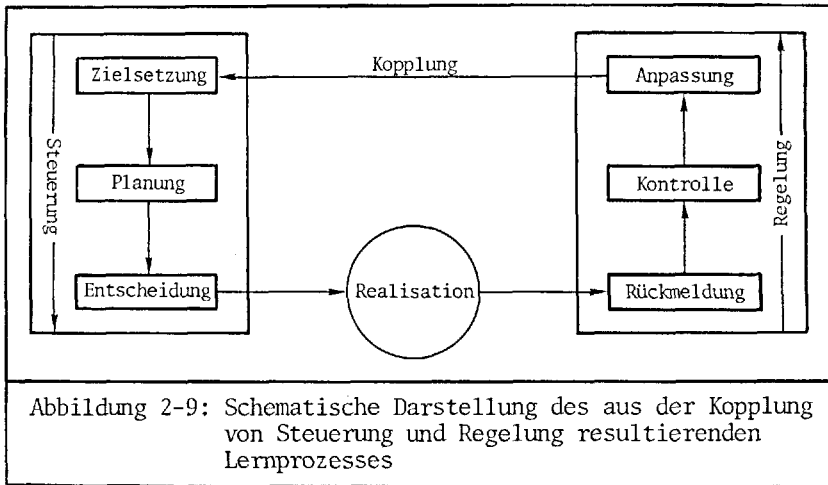 Kopplung
Zielsetzung
Anpassung
Steuerung
Planung
Kontrolle
Regelung
Entscheidung
Realisation
Rückmeldung
Abbildung 2-9: Schematische Darstellung des aus der Kopplung
von Steuerung und Regelung resultierenden
Lernprozesses